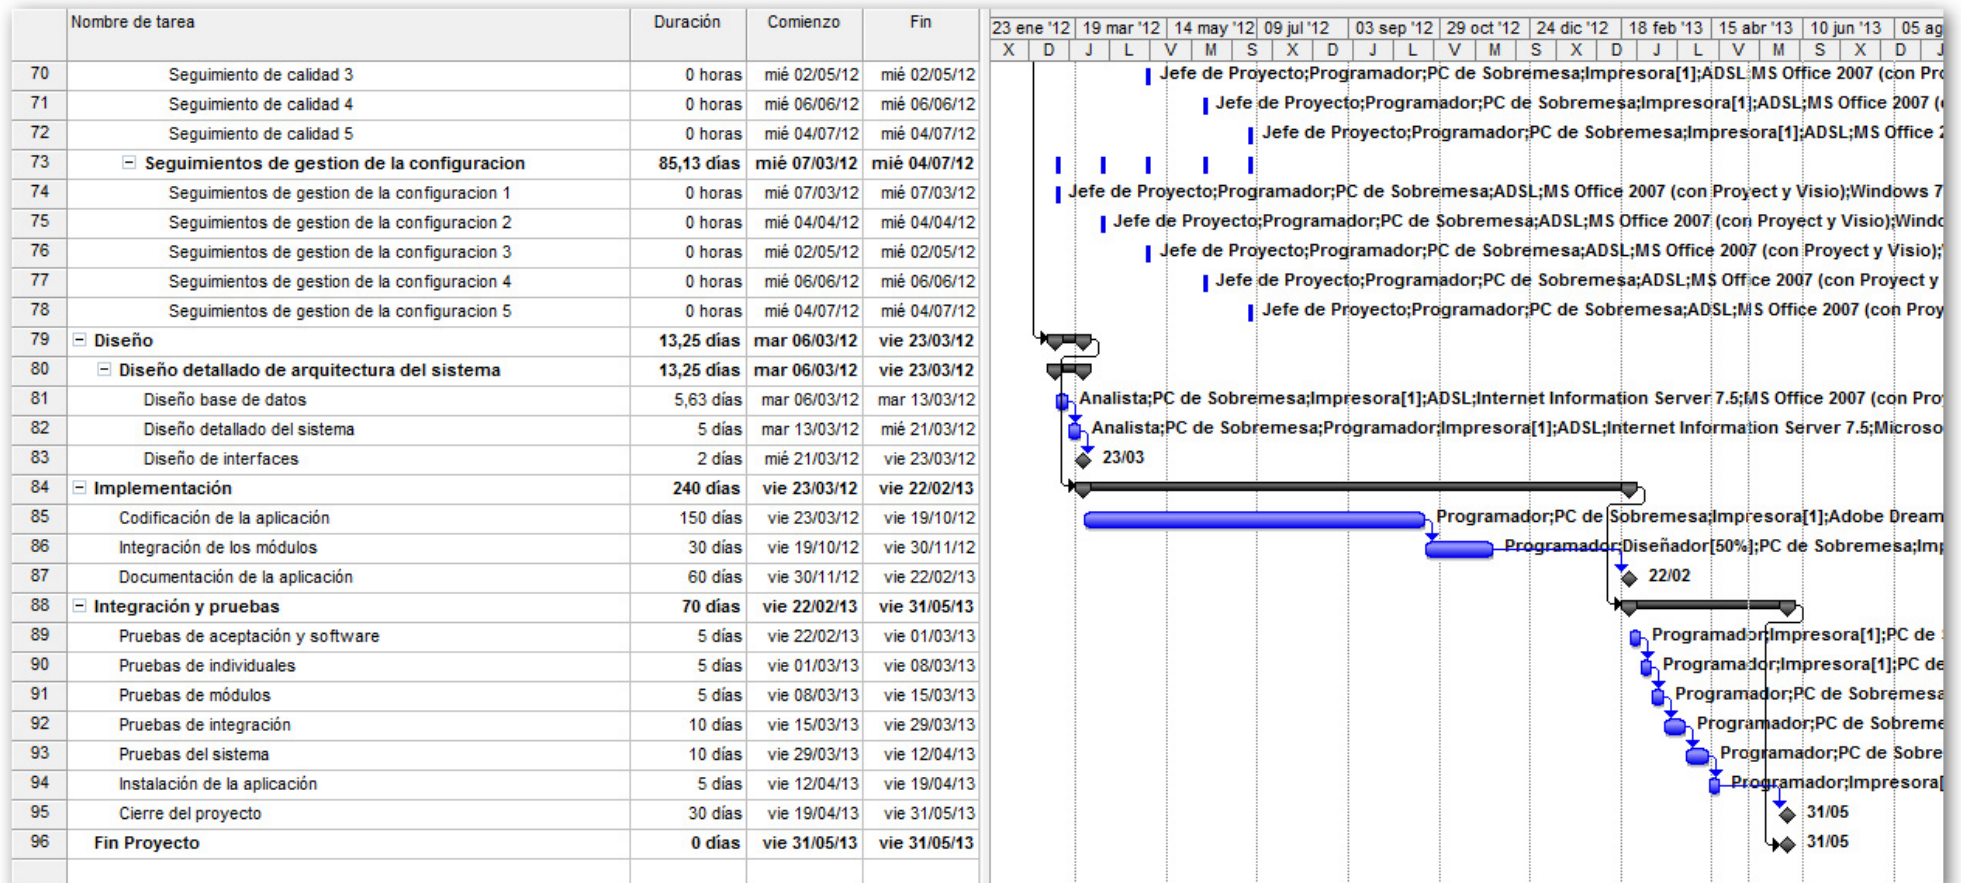 Nombre de tarea Duración Comienzo Fin
23 ene '12 19 mar '12 14 may '12 09 jul '12 03 sep '12 29 oct '12 24 dic '12 18 feb '13 15 abr '13 10 jun '13 05 ag
X D J L V M S X D J L V M S X D J L V M S X D J
70 Seguimiento de calidad 3 0 horas mié 02/05/12 mié 02/05/12 Jefe de Proyecto;Programador;PC de Sobremesa;Impresora[1];ADSL;MS Office 2007 (con Pro
71 Seguimiento de calidad 4 0 horas mié 06/06/12 mié 06/06/12 Jefe de Proyecto;Programador;PC de Sobremesa;Impresora[1];ADSL;MS Office 2007 (
72 Seguimiento de calidad 5 0 horas mié 04/07/12 mié 04/07/12 Jefe de Proyecto;Programador;PC de Sobremesa;Impresora[1];ADSL;MS Office 2
73 Seguimientos de gestion de la configuracion 85,13 días mié 07/03/12 mié 04/07/12
74 Seguimientos de gestion de la configuracion 1 0 horas mié 07/03/12 mié 07/03/12 Jefe de Proyecto;Programador;PC de Sobremesa;ADSL;MS Office 2007 (con Proyect y Visio);Windows 7
75 Seguimientos de gestion de la configuracion 2 0 horas mié 04/04/12 mié 04/04/12 Jefe de Proyecto;Programador;PC de Sobremesa;ADSL;MS Office 2007 (con Proyect y Visio);Windo
76 Seguimientos de gestion de la configuracion 3 0 horas mié 02/05/12 mié 02/05/12 Jefe de Proyecto;Programador;PC de Sobremesa;ADSL;MS Office 2007 (con Proyect y Visio);
77 Seguimientos de gestion de la configuracion 4 0 horas mié 06/06/12 mié 06/06/12 Jefe de Proyecto;Programador;PC de Sobremesa;ADSL;MS Office 2007 (con Proyect y
78 Seguimientos de gestion de la configuracion 5 0 horas mié 04/07/12 mié 04/07/12 Jefe de Proyecto;Programador;PC de Sobremesa;ADSL;MS Office 2007 (con Proy
79 Diseño 13,25 días mar 06/03/12 vie 23/03/12
80 Diseño detallado de arquitectura del sistema 13,25 días mar 06/03/12 vie 23/03/12
81 Diseño base de datos 5,63 días mar 06/03/12 mar 13/03/12 Analista;PC de Sobremesa;Impresora[1];ADSL;Internet Information Server 7.5;MS Office 2007 (con Pro
82 Diseño detallado del sistema 5 días mar 13/03/12 mié 21/03/12 Analista;PC de Sobremesa;Programador;Impresora[1];ADSL;Internet Information Server 7.5;Microso
83 Diseño de interfaces 2 días mié 21/03/12 vie 23/03/12 23/03
84 Implementación 240 días vie 23/03/12 vie 22/02/13
85 Codificación de la aplicación 150 días vie 23/03/12 vie 19/10/12 Programador;PC de Sobremesa;Impresora[1];Adobe Dream
86 Integración de los módulos 30 días vie 19/10/12 vie 30/11/12 Programador;Diseñador[50%];PC de Sobremesa;Imp
87 Documentación de la aplicación 60 días vie 30/11/12 vie 22/02/13 22/02
88 Integración y pruebas 70 días vie 22/02/13 vie 31/05/13
89 Pruebas de aceptación y software 5 días vie 22/02/13 vie 01/03/13 Programador;Impresora[1];PC de
90 Pruebas de individuales 5 días vie 01/03/13 vie 08/03/13 Programador;Impresora[1];PC de
91 Pruebas de módulos 5 días vie 08/03/13 vie 15/03/13 Programador;PC de Sobremesa
92 Pruebas de integración 10 días vie 15/03/13 vie 29/03/13 Programador;PC de Sobreme
93 Pruebas del sistema 10 días vie 29/03/13 vie 12/04/13 Programador;PC de Sobre
94 Instalación de la aplicación 5 días vie 12/04/13 vie 19/04/13 Programador;Impresora[
95 Cierre del proyecto 30 días vie 19/04/13 vie 31/05/13 31/05
96 Fin Proyecto 0 días vie 31/05/13 vie 31/05/13 31/05